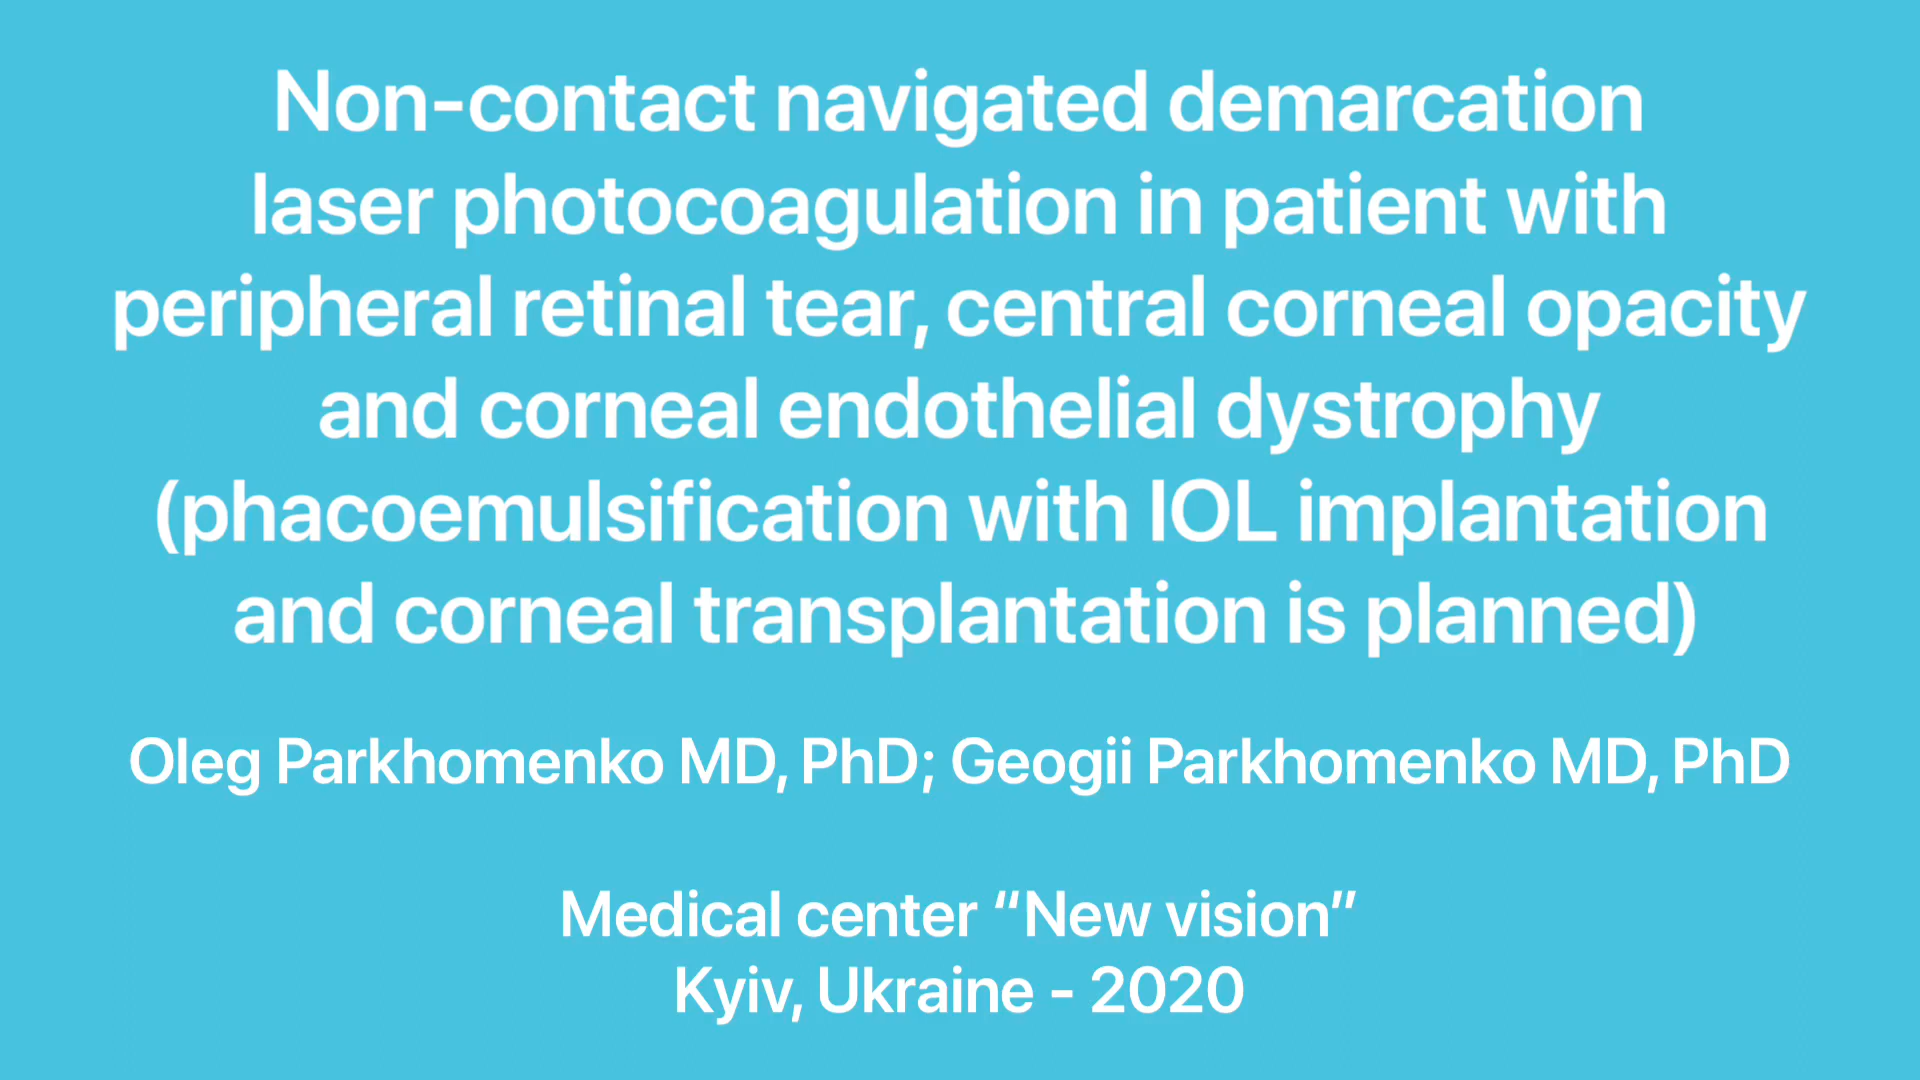 Non-contact navigated demarcation
laser photocoagulation in patient with
peripheral retinal tear, central corneal opacity
and corneal endothelial dystrophy
(phacoemulsification with IOL implantation
and corneal transplantation is planned)
Oleg Parkhomenko MD, PhD; Geogii Parkhomenko MD, PhD
Medical center “New vision”
Kyiv, Ukraine - 2020